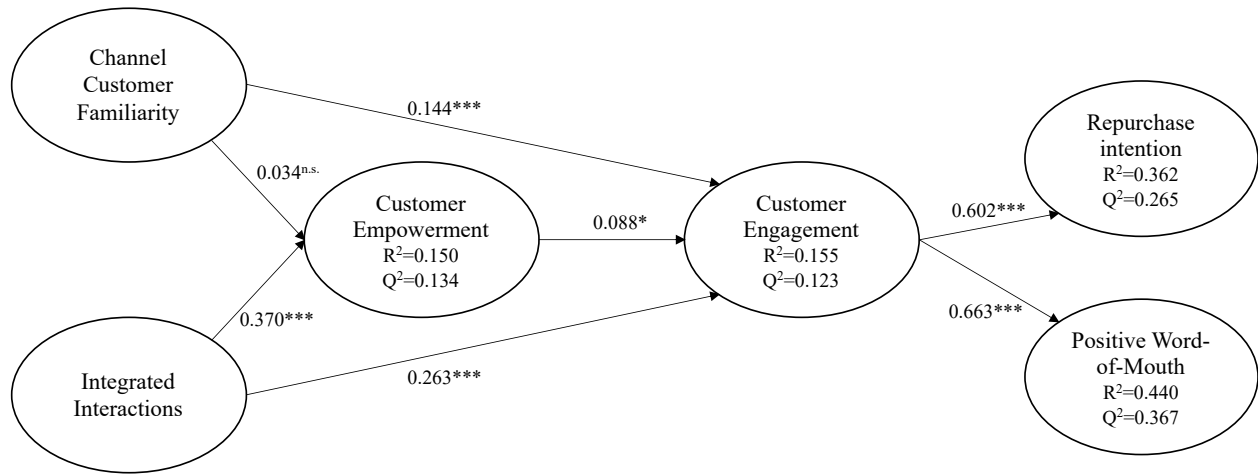 Channel
Customer
Familiarity
0.144***
0.034ⁿ·ˢ·
Customer
Empowerment
R²=0.150
Q²=0.134
0.088*
Customer
Engagement
R²=0.155
Q²=0.123
Repurchase
intention
R²=0.362
Q²=0.265
0.602***
0.370***
0.663***
Integrated
Interactions
0.263***
Positive Word-
of-Mouth
R²=0.440
Q²=0.367